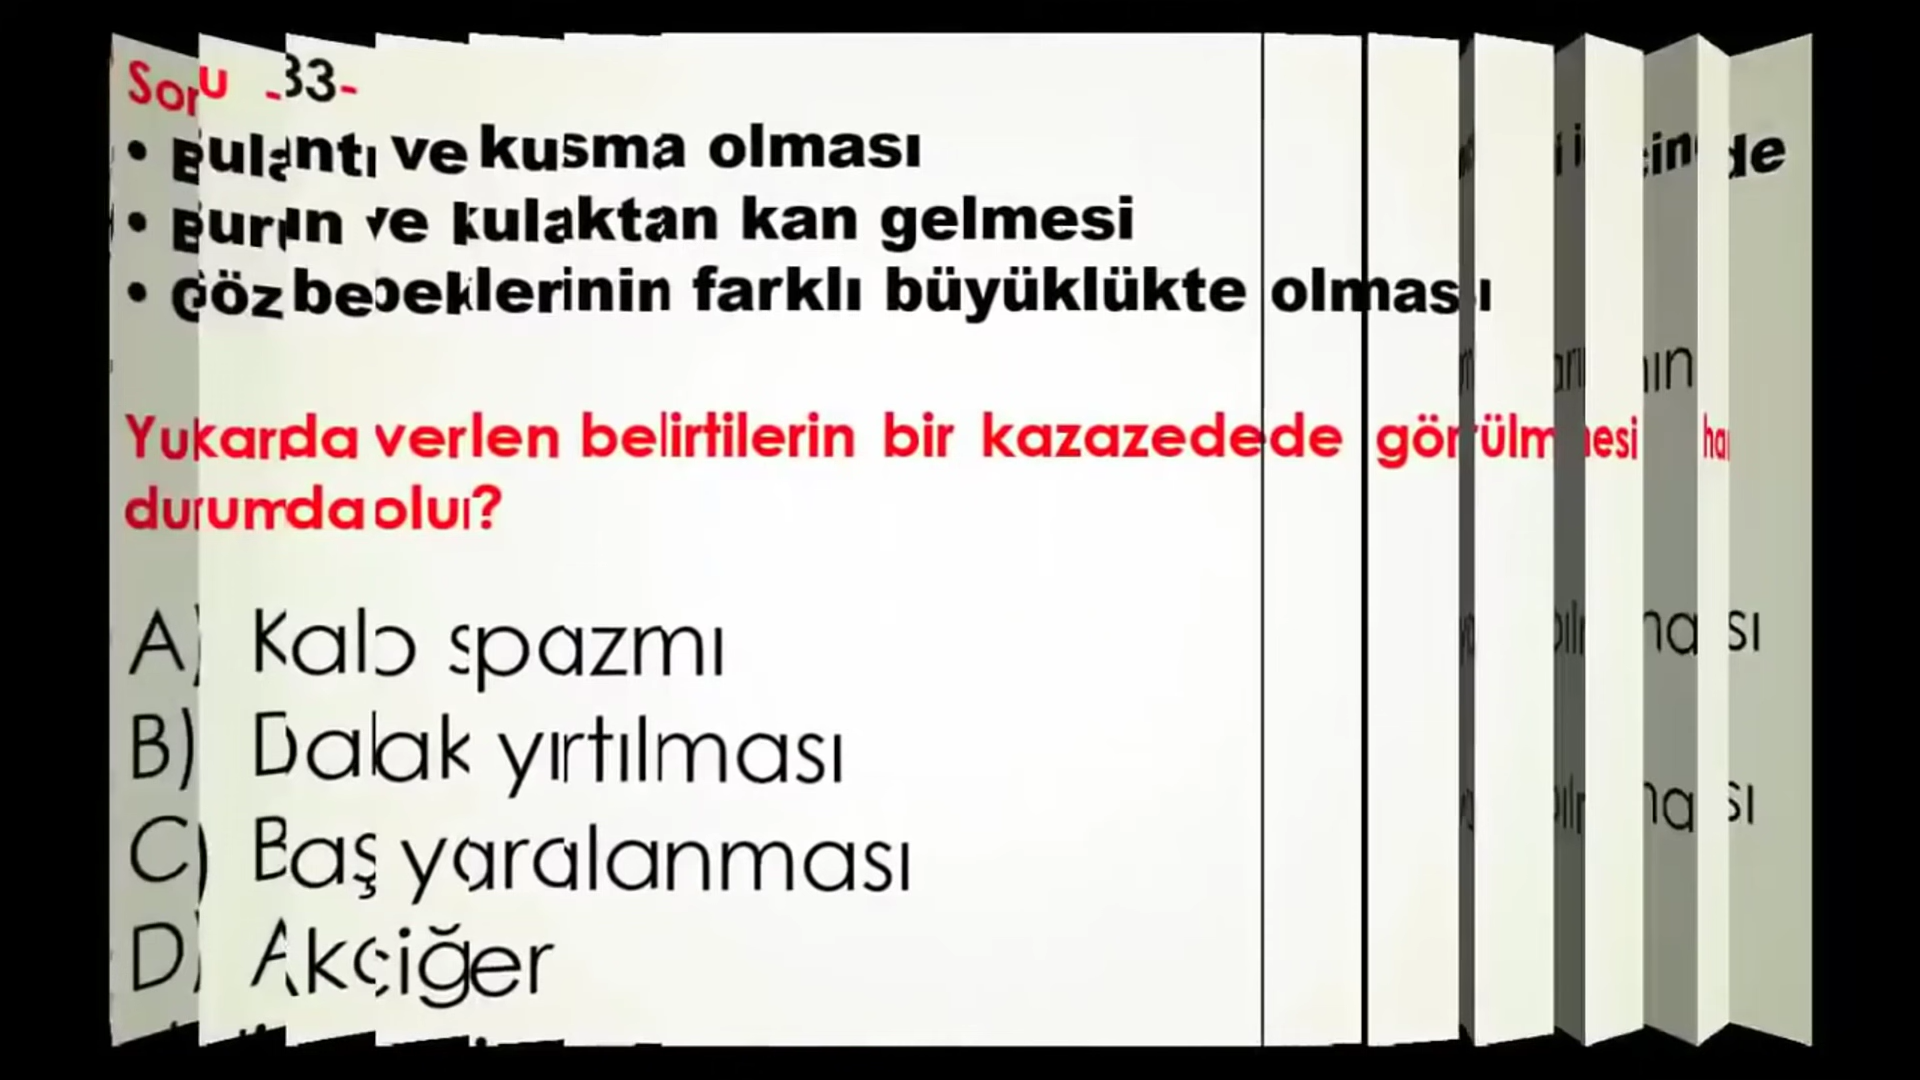 Soru -33-
• Bulantı ve kusma olması
• Burun ve kulaktan kan gelmesi
• Göz bebeklerinin farklı büyüklükte olması
Yukarda verlen belirtilerin bir kazazedede görülmesi
durumda olur?
A) Kalp spazmı
B) Dalak yırtılması
C) Baş yaralanması
D) Akciğer